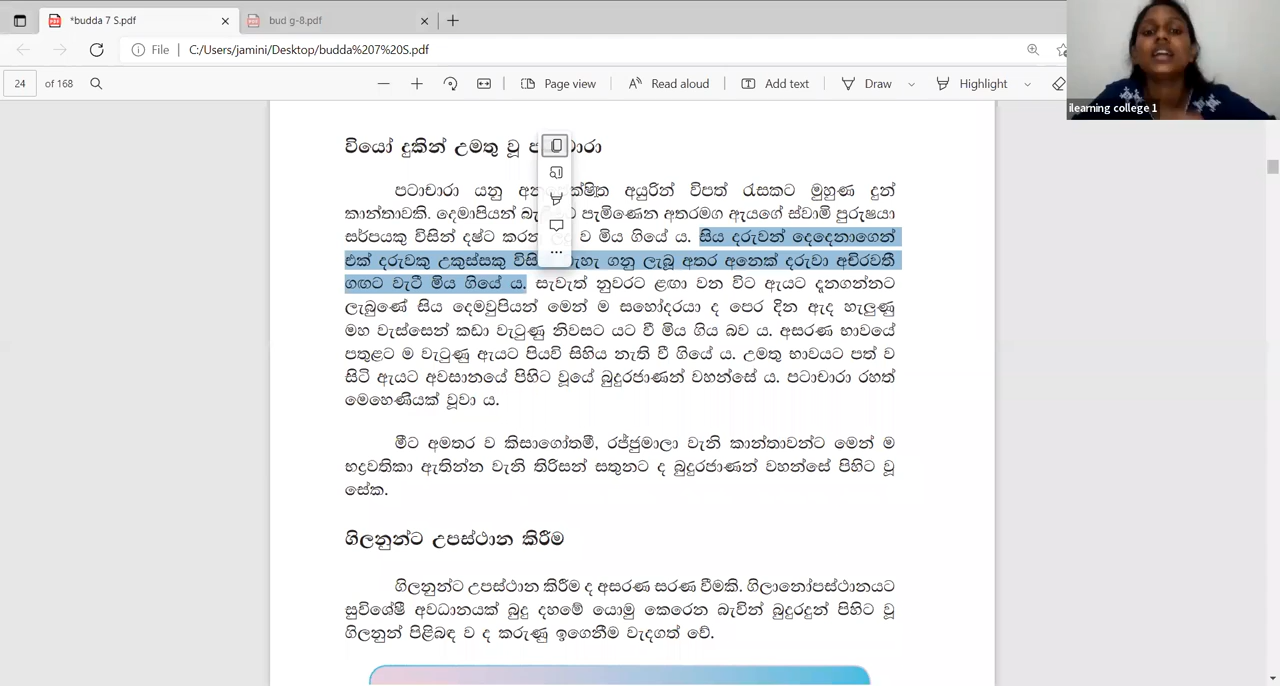 *budda 7 S.pdf
bud g-8.pdf
File
C:/Users/jamini/Desktop/budda%207%20S.pdf
24 of 168
Page view
Read aloud
Add text
Draw
Highlight
ilearning college 1
වියෝ දුකින් උමතු වූ
පටාචාරා යනු අයුරින් විපත් රැසකට මුහුණ දුන්
කාන්තාවකි. දෙමාපියන් පැමිණෙන අතරමග ඇයගේ ස්වාමි පුරුෂයා
සර්පයකු විසින් දෂ්ට කරන ව මිය ගියේ ය. සිය දරුවන් දෙදෙනාගෙන්
එක් දරුවකු උකුස්සකු ගනු ලැබූ අතර අනෙක් දරුවා අචිරවතී
ගඟට වැටී මිය ගියේ ය. සැවැත් නුවරට ළඟා වන විට ඇයට දැනගන්නට
ලැබුණේ සිය දෙමවුපියන් මෙන් ම සහෝදරයා ද පෙර දින ඇද හැලුණු
මහ වැස්සෙන් කඩා වැටුණු නිවසට යට වී මිය ගිය බව ය. අසරණ භාවයේ
පතුළට ම වැටුණු ඇයට පියවි සිහිය නැති වී ගියේ ය. උමතු භාවයට පත් ව
සිටි ඇයට අවසානයේ පිහිට වූයේ බුදුරජාණන් වහන්සේ ය. පටාචාරා රහත්
මෙහෙණියක් වූවා ය.
මීට අමතර ව කිසාගෝතමී, රජ්ජුමාලා වැනි කාන්තාවන්ට මෙන් ම
භද්‍රවතිකා ඇතින්න වැනි තිරිසන් සතුනට ද බුදුරජාණන් වහන්සේ පිහිට වූ
සේක.
ගිලනුන්ට උපස්ථාන කිරීම
ගිලනුන්ට උපස්ථාන කිරීම ද අසරණ සරණ වීමකි. ගිලානෝපස්ථානයට
සුවිශේෂී අවධානයක් බුදු දහමේ යොමු කෙරෙන බැවින් බුදුරදුන් පිහිට වූ
ගිලනුන් පිළිබඳ ව ද කරුණු ඉගෙනීම වැදගත් වේ.